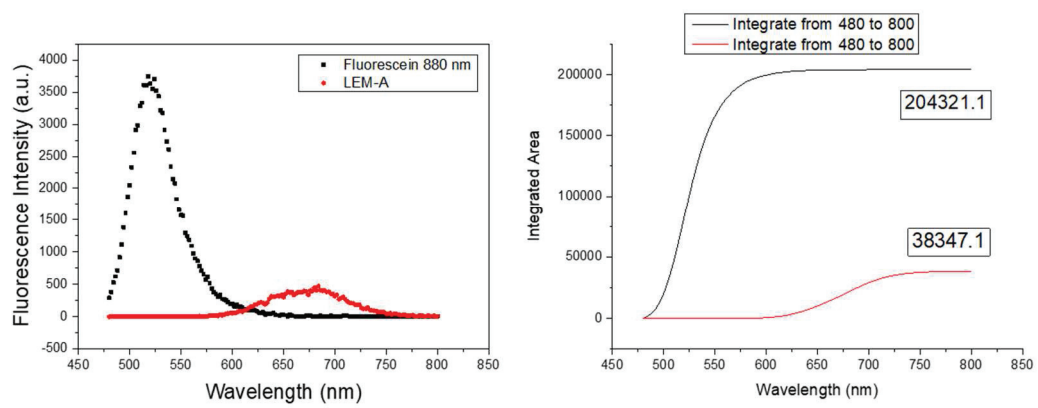 Fluorescence Intensity (a.u.)
4000
3500
3000
2500
2000
1500
1000
500
0
-500
Fluorescein 880 nm
LEM-A
450 500 550 600 650 700 750 800 850
Wavelength (nm)
Integrate from 480 to 800
Integrate from 480 to 800
Integrated Area
200000
150000
100000
50000
0
204321.1
38347.1
450 500 550 600 650 700 750 800 850
Wavelength (nm)